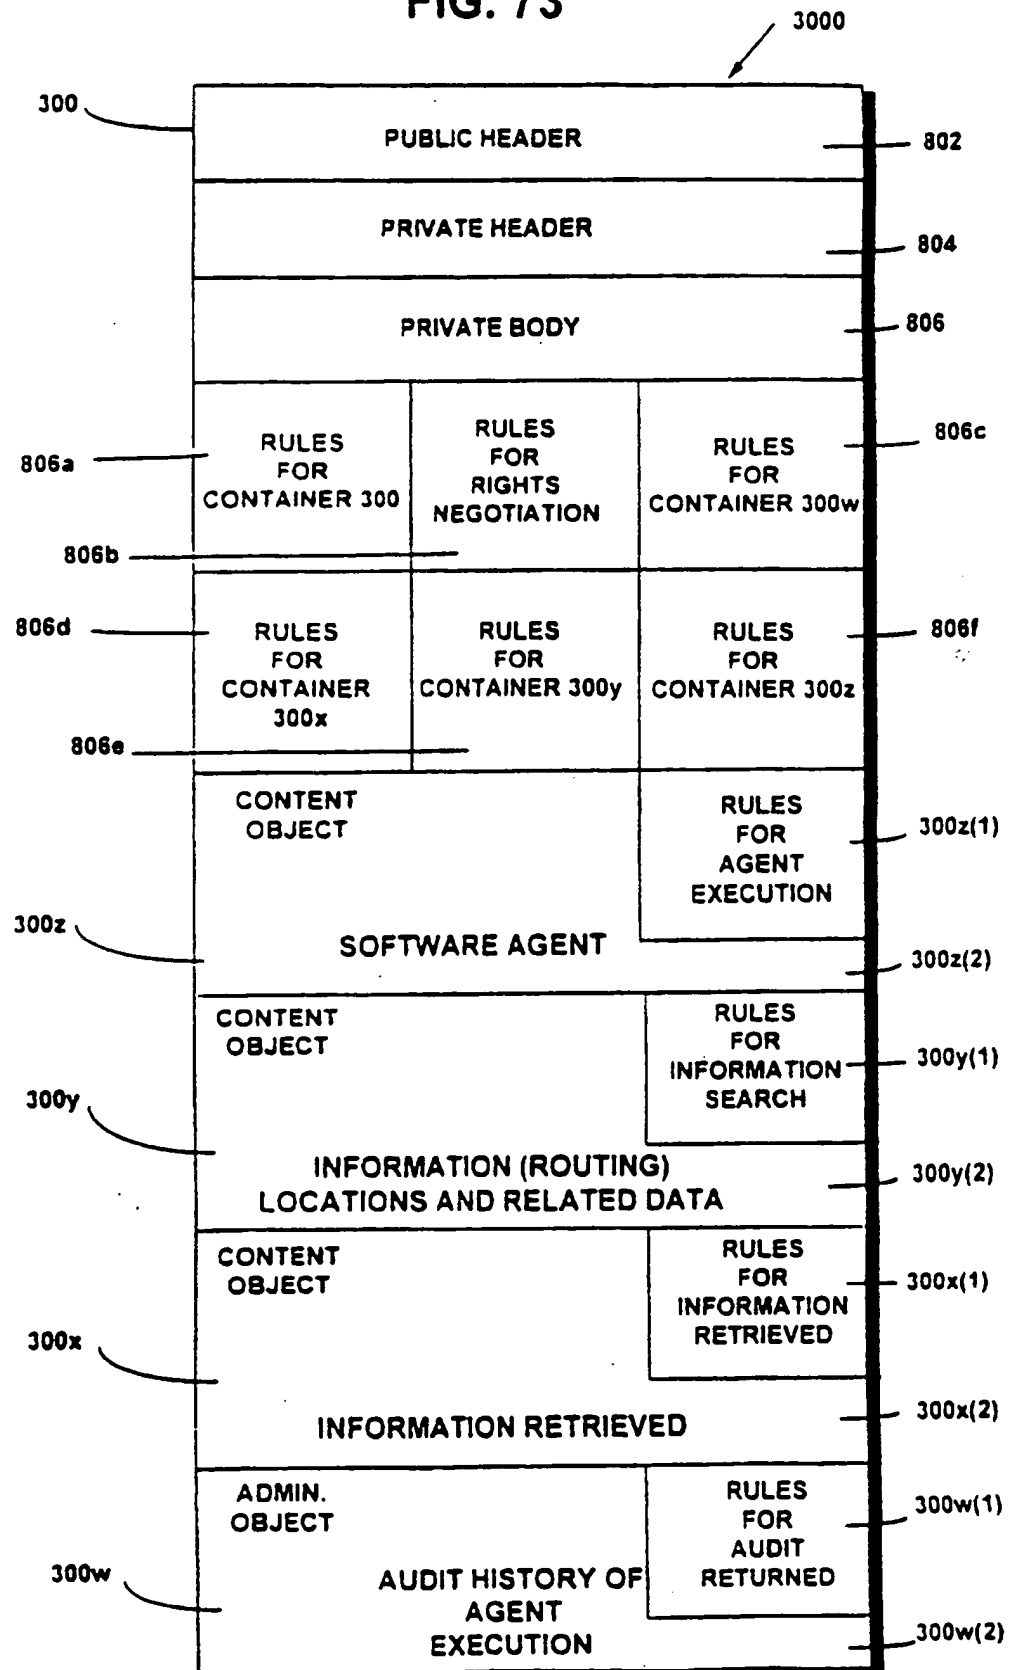 FIG. 73
3000
300
PUBLIC HEADER
802
PRIVATE HEADER
804
PRIVATE BODY
806
806a
RULES
FOR
CONTAINER 300
806b
RULES
FOR
RIGHTS
NEGOTIATION
RULES
FOR
CONTAINER 300w
806c
806d
RULES
FOR
CONTAINER
300x
806e
RULES
FOR
CONTAINER 300y
RULES
FOR
CONTAINER 300z
806f
CONTENT
OBJECT
RULES
FOR
AGENT
EXECUTION
300z(1)
300z
SOFTWARE AGENT
300z(2)
CONTENT
OBJECT
RULES
FOR
INFORMATION
SEARCH
300y(1)
300y
INFORMATION (ROUTING)
LOCATIONS AND RELATED DATA
300y(2)
CONTENT
OBJECT
RULES
FOR
INFORMATION
RETRIEVED
300x(1)
300x
INFORMATION RETRIEVED
300x(2)
ADMIN.
OBJECT
RULES
FOR
AUDIT
RETURNED
300w(1)
300w
AUDIT HISTORY OF
AGENT
EXECUTION
300w(2)